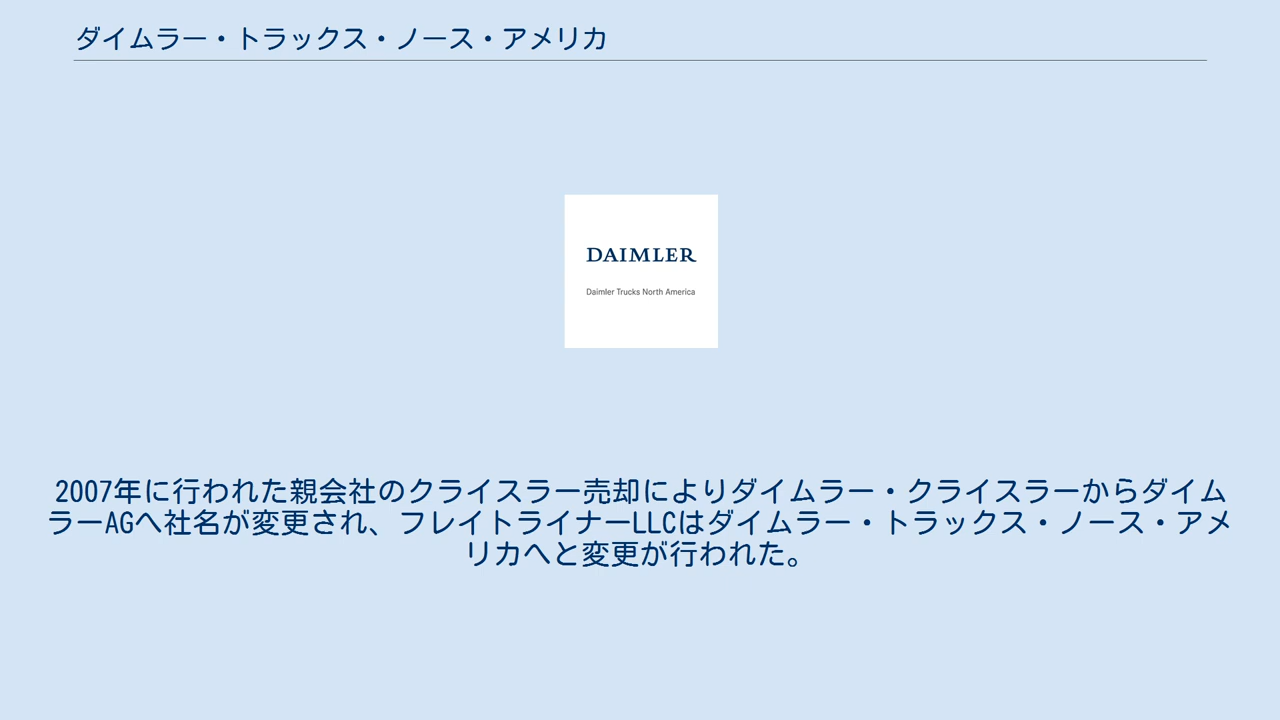 ダイムラー・トラックス・ノース・アメリカ
DAIMLER
Daimler Trucks North America
2007年に行われた親会社のクライスラー売却によりダイムラー・クライスラーからダイム
ラーAGへ社名が変更され、フレイトライナーLLCはダイムラー・トラックス・ノース・アメ
リカへと変更が行われた。